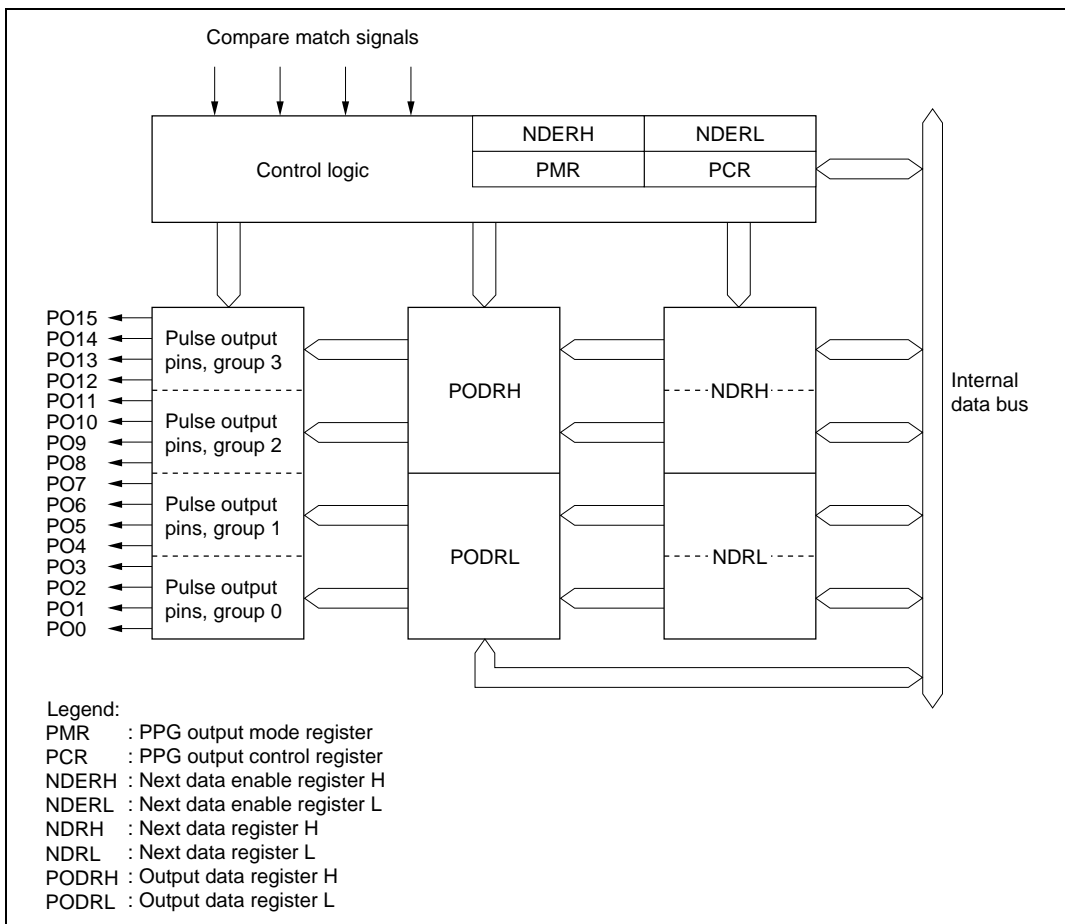 Compare match signals
NDERH NDERL
Control logic PMR PCR
PO15
PO14
PO13
PO12
PO11
PO10
PO9
PO8
PO7
PO6
PO5
PO4
PO3
PO2
PO1
PO0
Pulse output
pins, group 3
Pulse output
pins, group 2
Pulse output
pins, group 1
Pulse output
pins, group 0
PODRH
PODRL
NDRH
NDRL
Internal
data bus
Legend:
PMR : PPG output mode register
PCR : PPG output control register
NDERH : Next data enable register H
NDERL : Next data enable register L
NDRH : Next data register H
NDRL : Next data register L
PODRH : Output data register H
PODRL : Output data register L